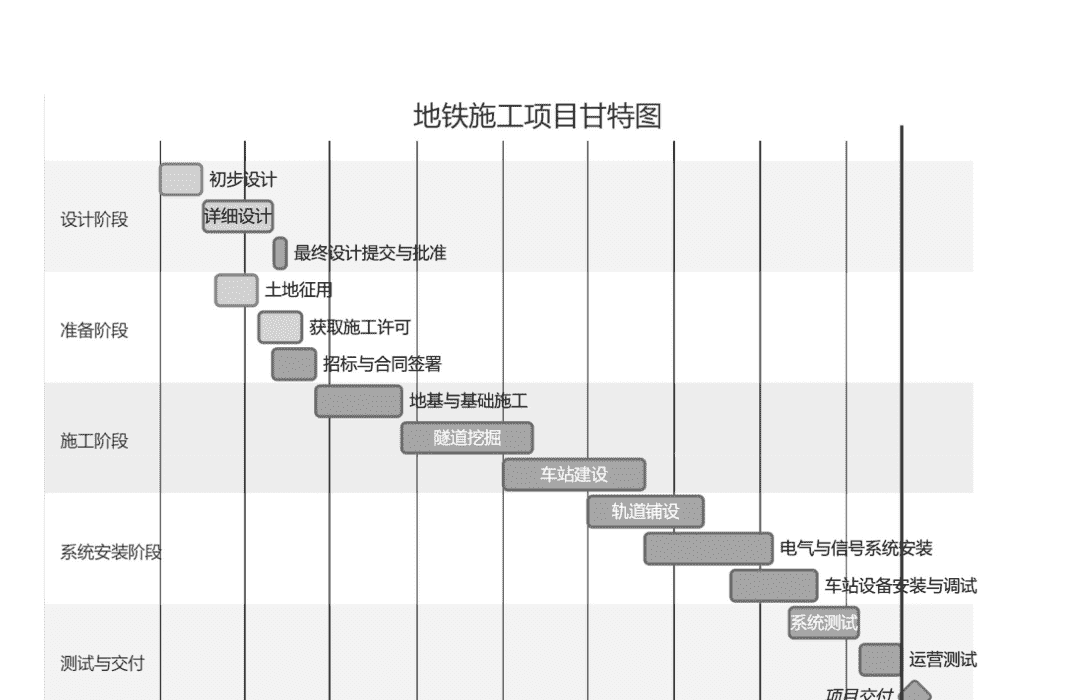 地铁施工项目甘特图
初步设计
详细设计
设计阶段
最终设计提交与批准
土地征用
获取施工许可
准备阶段
招标与合同签署
地基与基础施工
隧道挖掘
施工阶段
车站建设
轨道铺设
电气与信号系统安装
系统安装阶段
车站设备安装与调试
系统测试
运营测试
测试与交付
项目交付